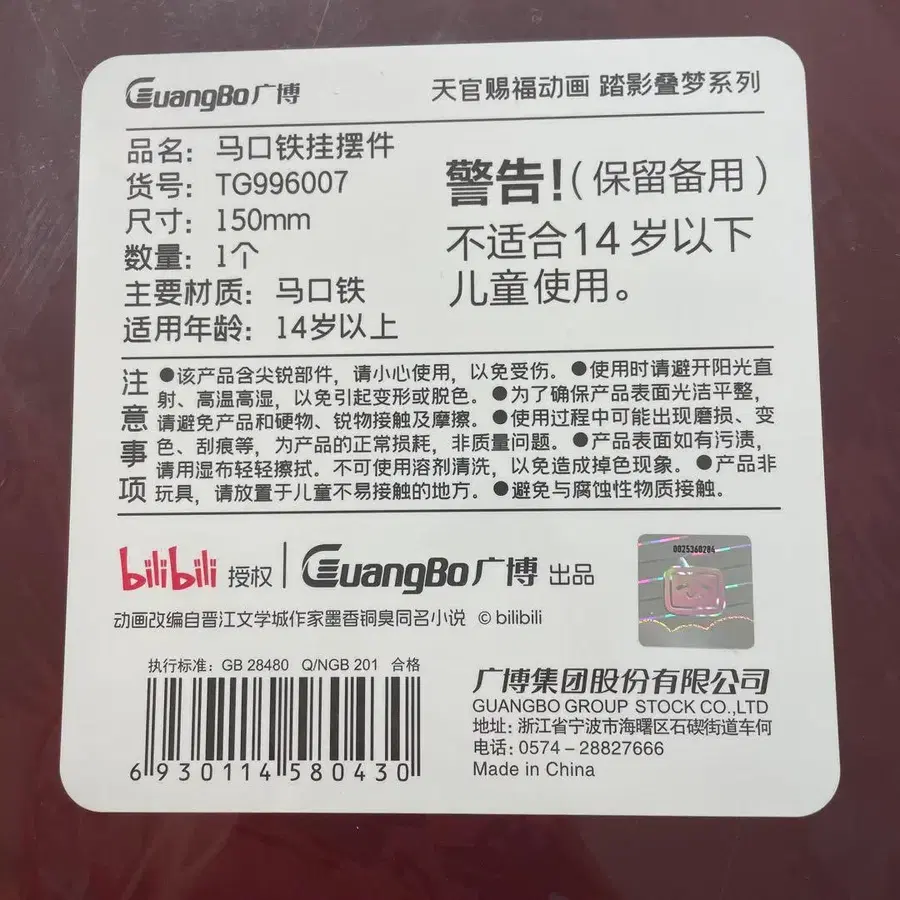 GuangBo广博
天官赐福动画 踏影叠梦系列
品名：马口铁挂摆件
货号：TG996007
尺寸：150mm
数量：1个
主要材质：马口铁
适用年龄：14岁以上
警告！（保留备用）
不适合14岁以下
儿童使用。
注意事项
●该产品含尖锐部件，请小心使用，以免受伤。●使用时请避开阳光直
射、高温高湿，以免引起变形或脱色。●为了确保产品表面光洁平整，
请避免产品和硬物、锐物接触及摩擦。●使用过程中可能出现磨损、变
色、刮痕等，为产品的正常损耗，非质量问题。●产品表面如有污渍，
请用湿布轻轻擦拭。不可使用溶剂清洗，以免造成掉色现象。●产品非
玩具，请放置于儿童不易接触的地方。●避免与腐蚀性物质接触。
bilibili 授权 | GuangBo广博 出品
0025360284
动画改编自晋江文学城作家墨香铜臭同名小说 © bilibili
执行标准：GB 28480 Q/NGB 201 合格
6 930114 580430
广博集团股份有限公司
GUANGBO GROUP STOCK CO.,LTD
地址：浙江省宁波市海曙区石碶街道车何
电话：0574－28827666
Made in China